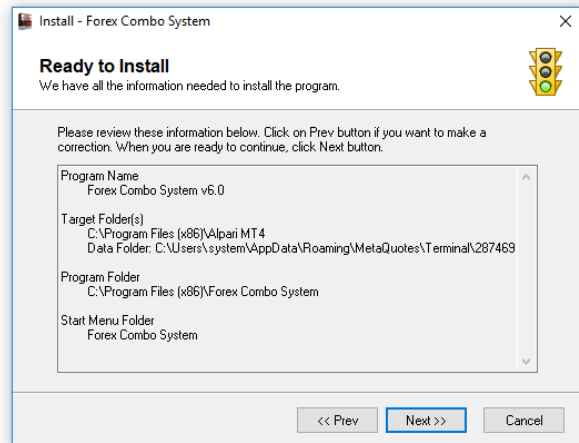 Install - Forex Combo System
Ready to Install
We have all the information needed to install the program.
Please review these information below. Click on Prev button if you want to make a
correction. When you are ready to continue, click Next button.
Program Name
Forex Combo System v6.0
Target Folder(s)
C:\Program Files (x86)\Alpari MT4
Data Folder: C:\Users\system\AppData\Roaming\MetaQuotes\Terminal\287469
Program Folder
C:\Program Files (x86)\Forex Combo System
Start Menu Folder
Forex Combo System
<< Prev
Next >>
Cancel